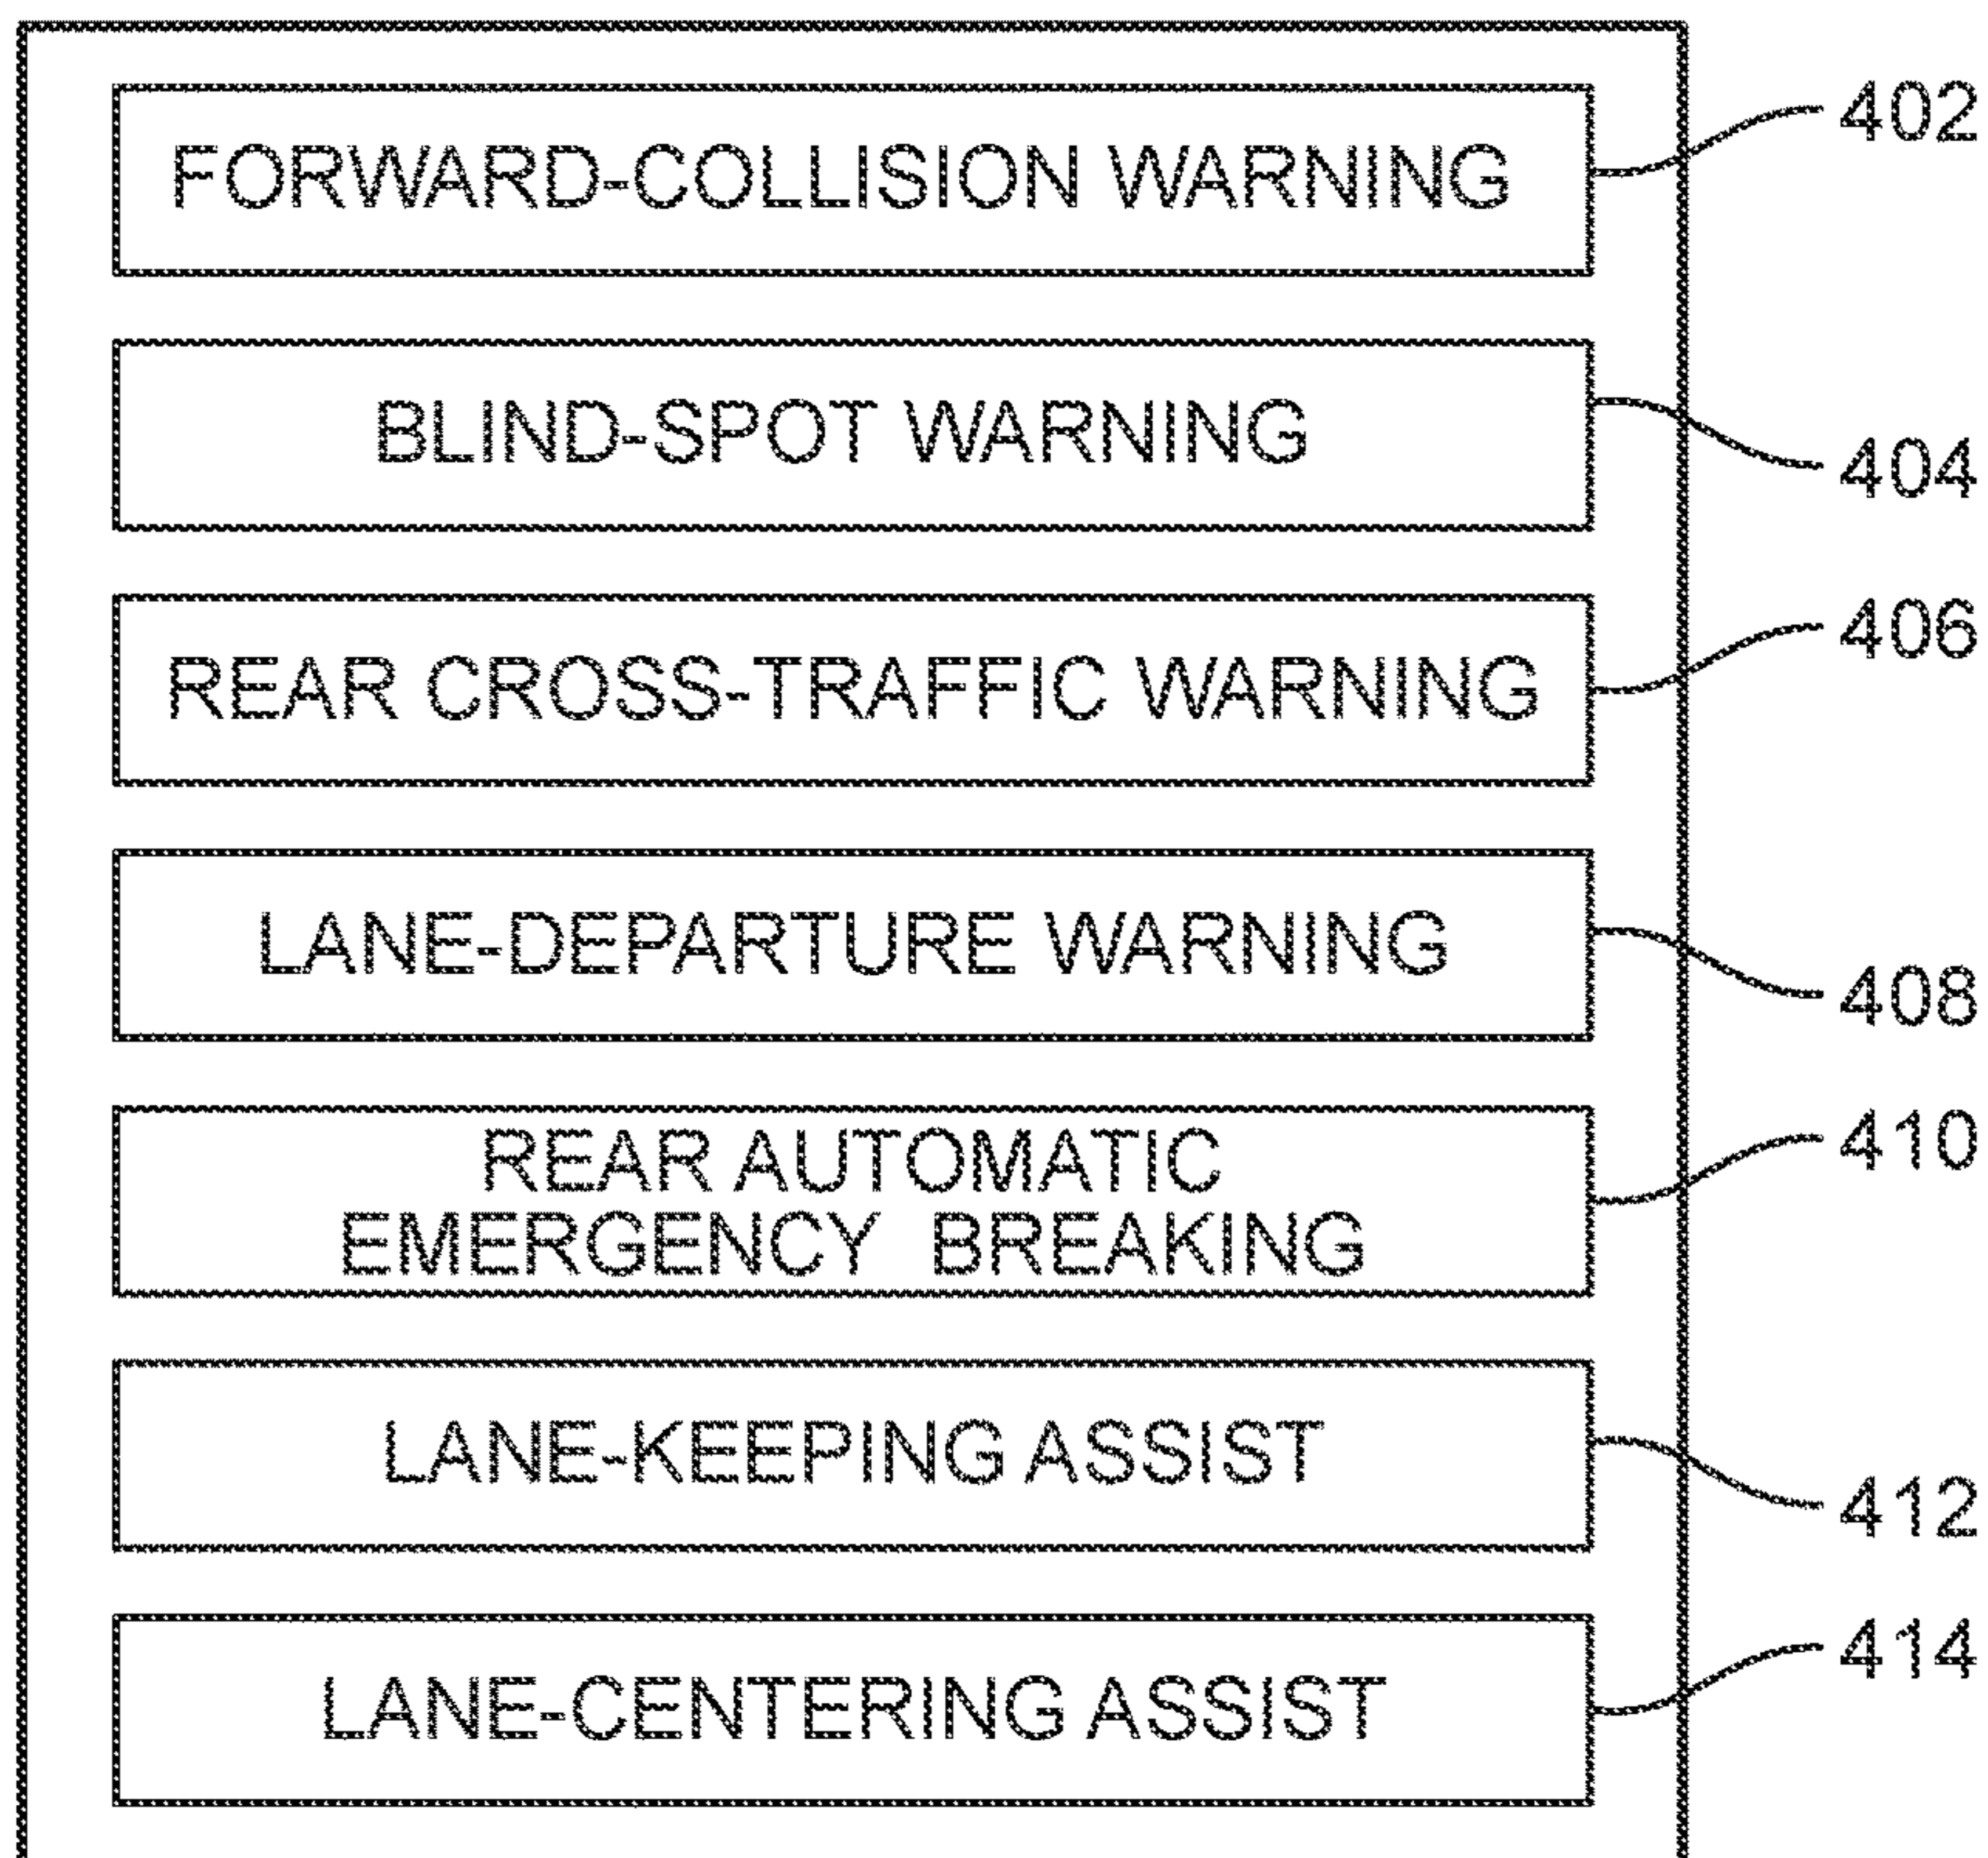 FORWARD-COLLISION WARNING
402
BLIND-SPOT WARNING
404
REAR CROSS-TRAFFIC WARNING
406
LANE-DEPARTURE WARNING
408
REAR AUTOMATIC
EMERGENCY BREAKING
410
LANE-KEEPING ASSIST
412
LANE-CENTERING ASSIST
414